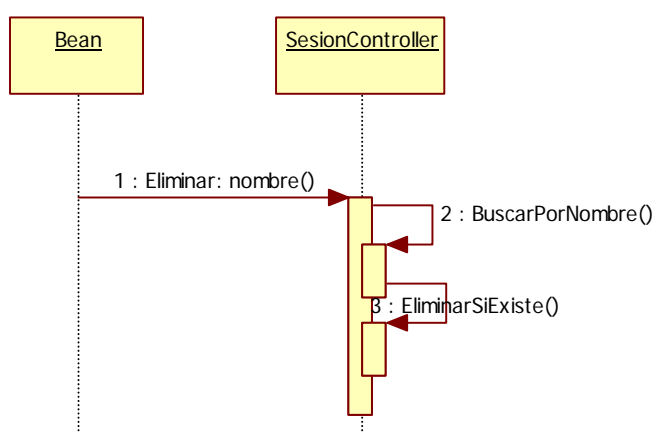 Bean
SesionController
1 : Eliminar: nombre()
2 : BuscarPorNombre()
3 : EliminarSiExiste()